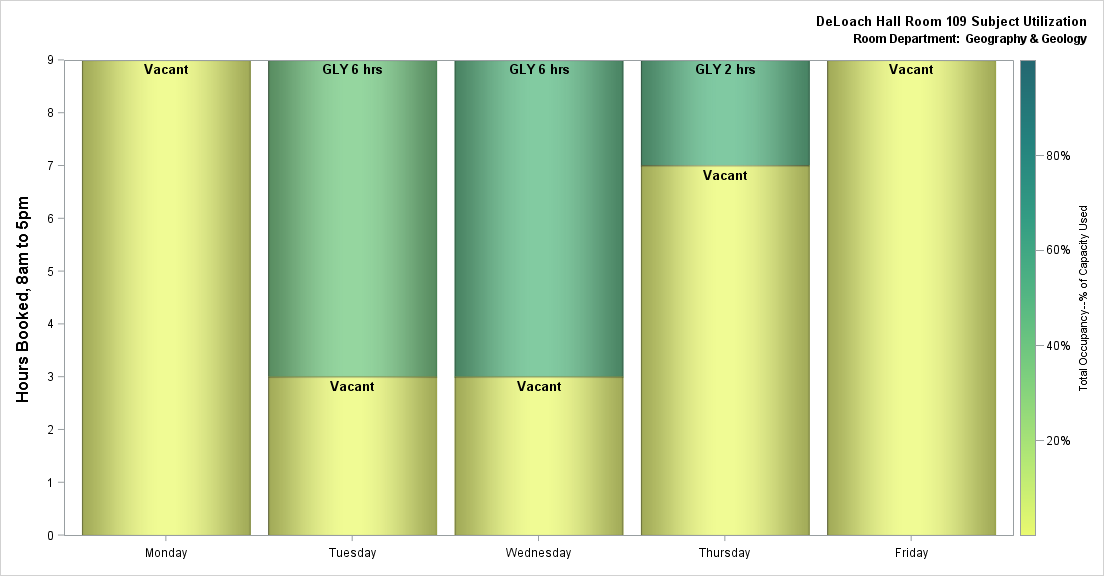 DeLoach Hall Room 109 Subject Utilization
Room Department: Geography & Geology
Hours Booked, 8am to 5pm
9
8
7
6
5
4
3
2
1
0
Vacant
GLY 6 hrs
GLY 6 hrs
GLY 2 hrs
Vacant
Vacant
Vacant
Vacant
Monday
Tuesday
Wednesday
Thursday
Friday
80%
60%
40%
20%
Total Occupancy--% of Capacity Used